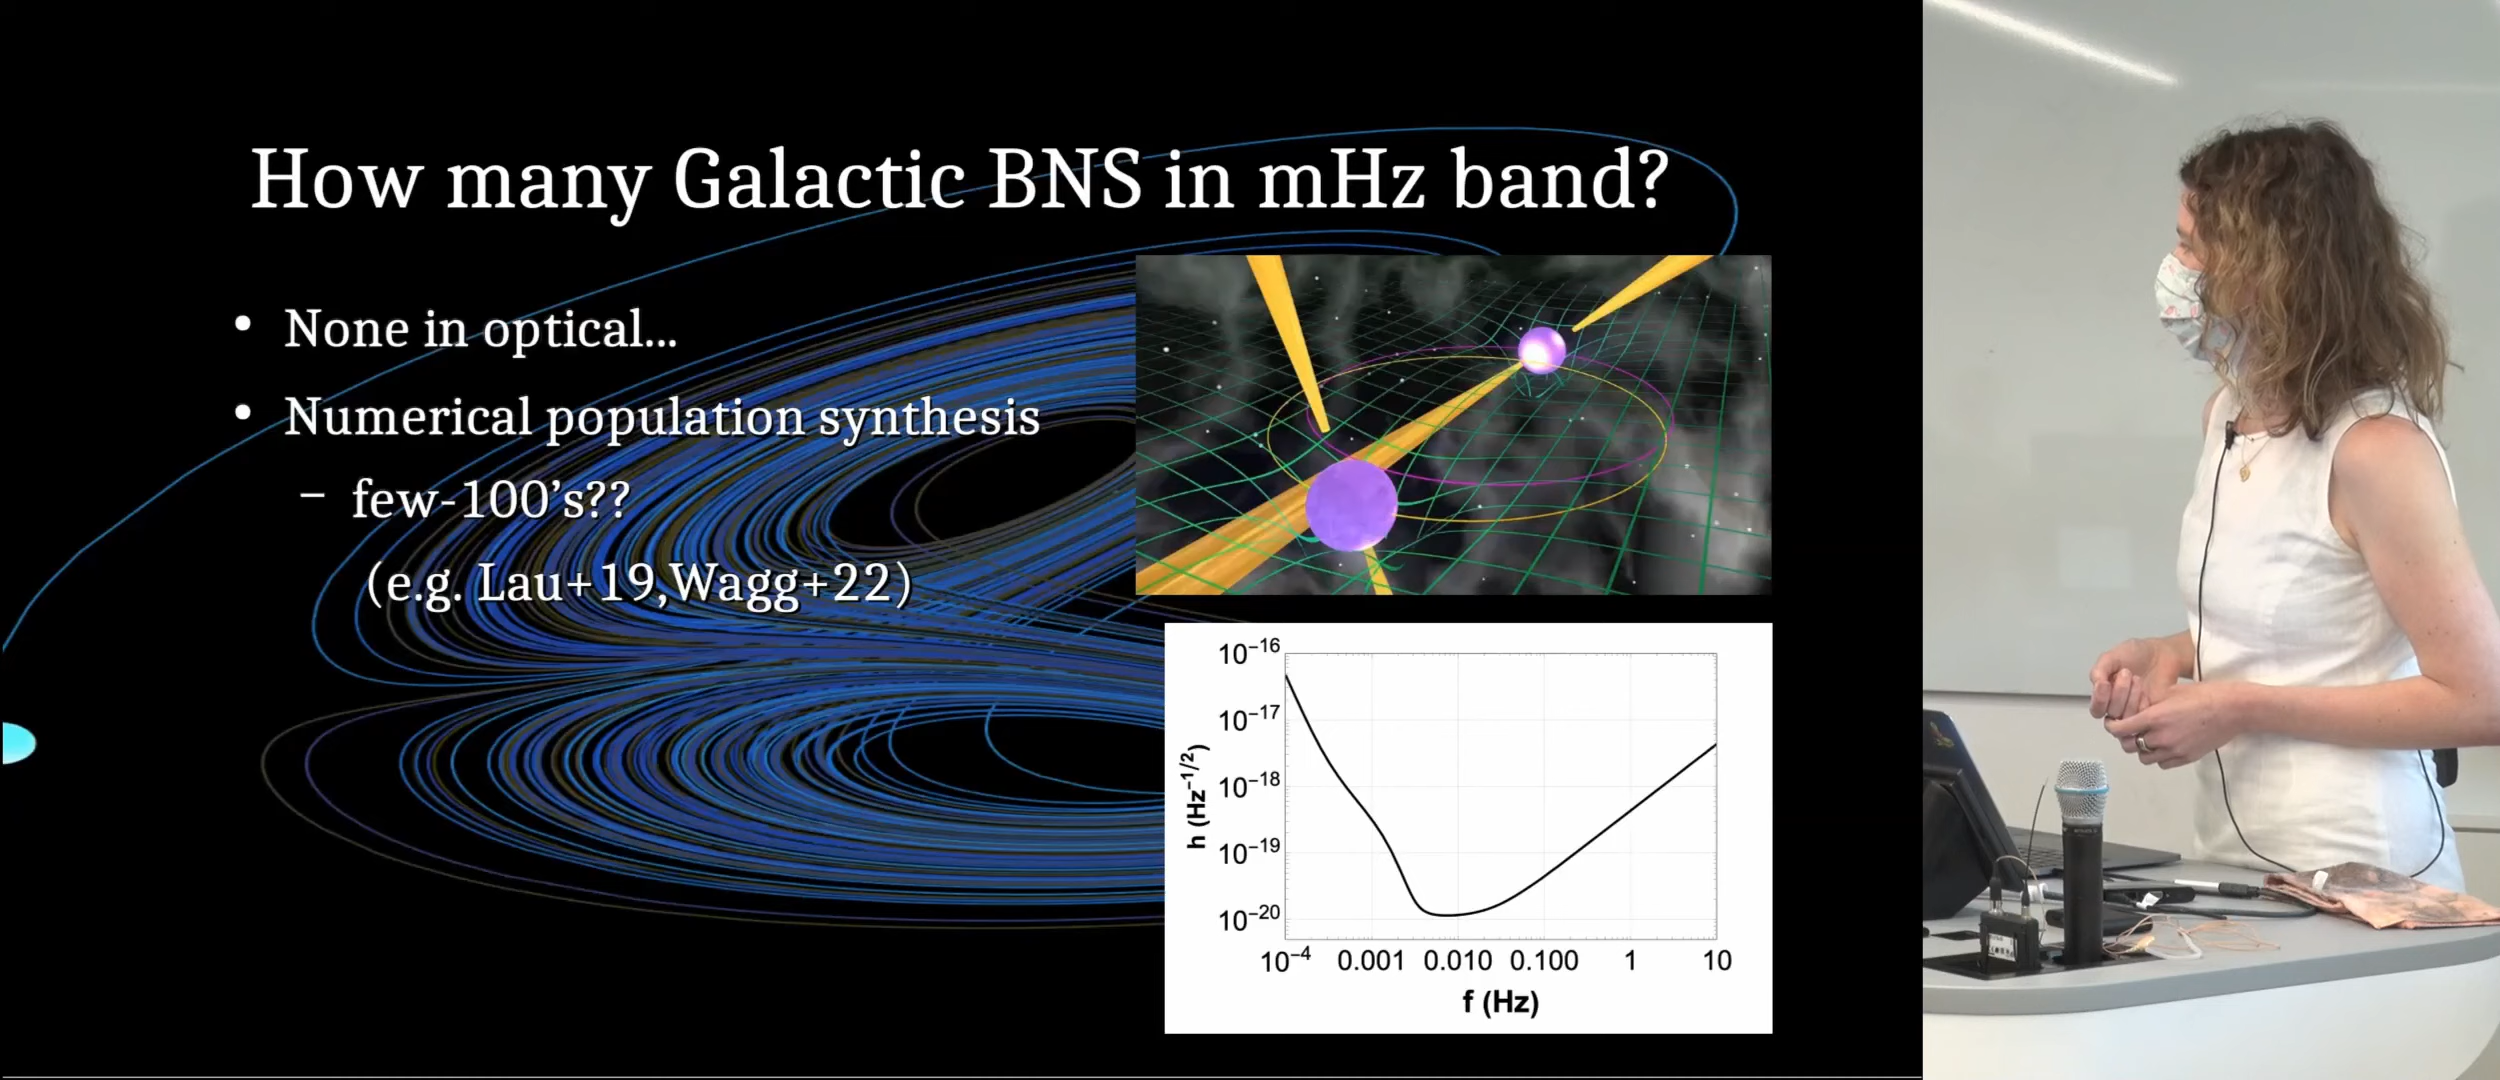 How many Galactic BNS in mHz band?
• None in optical...
• Numerical population synthesis
– few-100's??
(e.g. Lau+19,Wagg+22)
10⁻¹⁶
10⁻¹⁷
10⁻¹⁸
10⁻¹⁹
10⁻²⁰
h (Hz⁻¹/²)
10⁻⁴ 0.001 0.010 0.100 1 10
f (Hz)